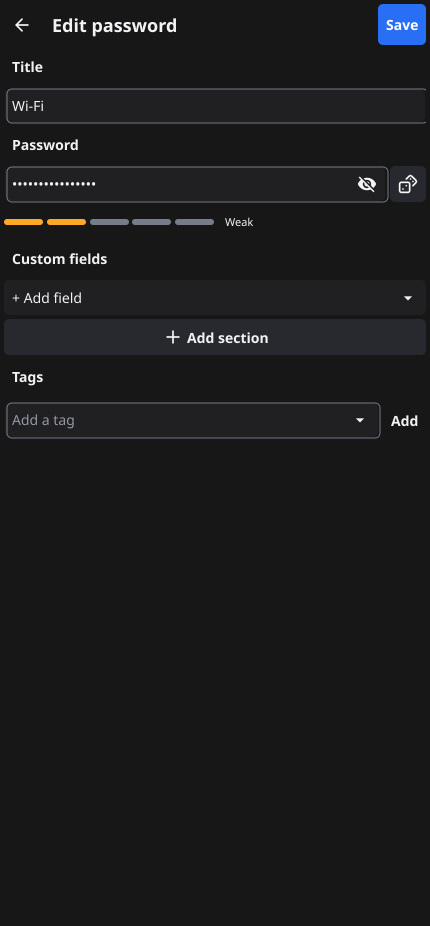 Edit password
Save
Title
Wi-Fi
Password
••••••••••••••••
Weak
Custom fields
+ Add field
+ Add section
Tags
Add a tag
Add